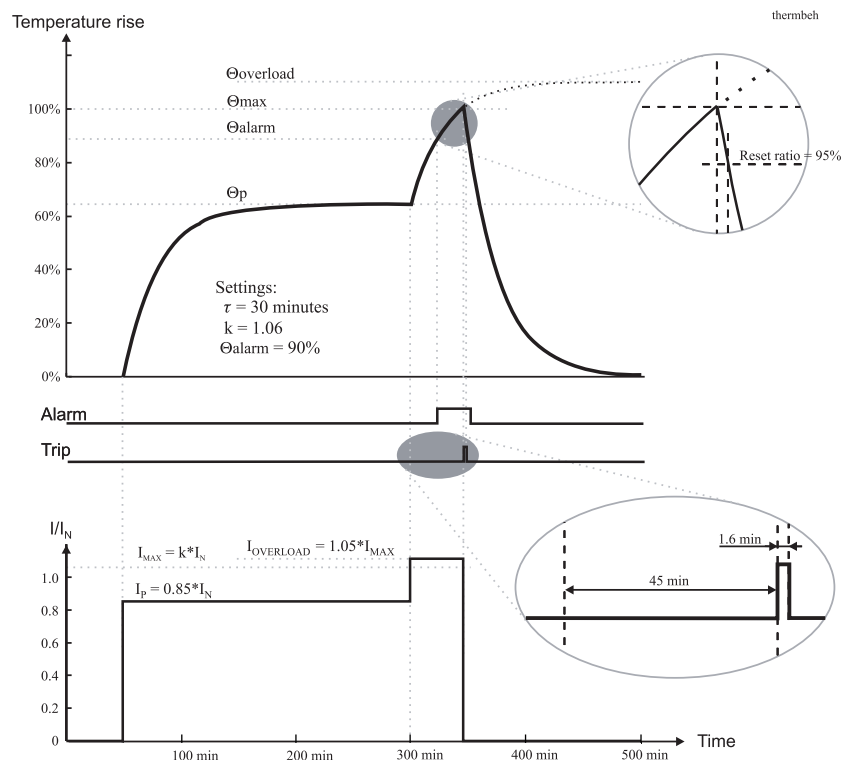 thermbeh
Temperature rise
Θoverload
Θmax
100%
Θalarm
80%
Reset ratio = 95%
Θp
60%
40%
Settings:
τ = 30 minutes
20%
k = 1.06
Θalarm = 90%
0%
Alarm
Trip
I/IN
IMAX = k*IN
IOVERLOAD = 1.05*IMAX
1.6 min
1.0
IP = 0.85*IN
45 min
0.8
0.6
0.4
0.2
0
Time
100 min
200 min
300 min
400 min
500 min